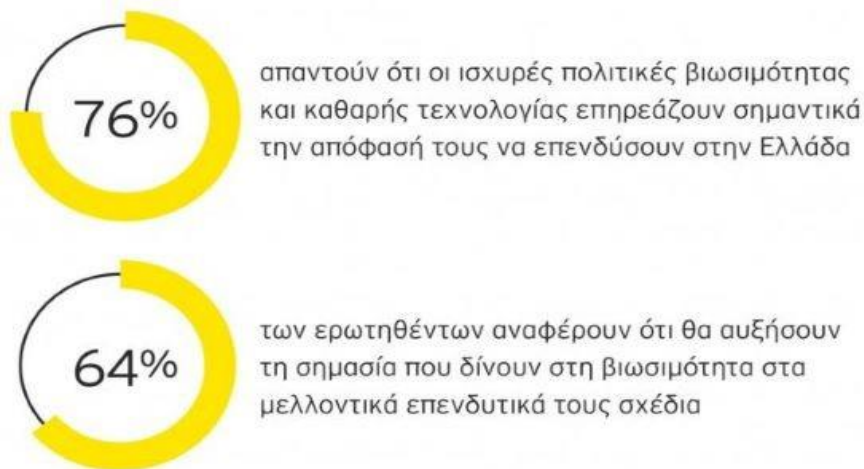 76%
απαντούν ότι οι ισχυρές πολιτικές βιωσιμότητας
και καθαρής τεχνολογίας επηρεάζουν σημαντικά
την απόφασή τους να επενδύσουν στην Ελλάδα
64%
των ερωτηθέντων αναφέρουν ότι θα αυξήσουν
τη σημασία που δίνουν στη βιωσιμότητα στα
μελλοντικά επενδυτικά τους σχέδια